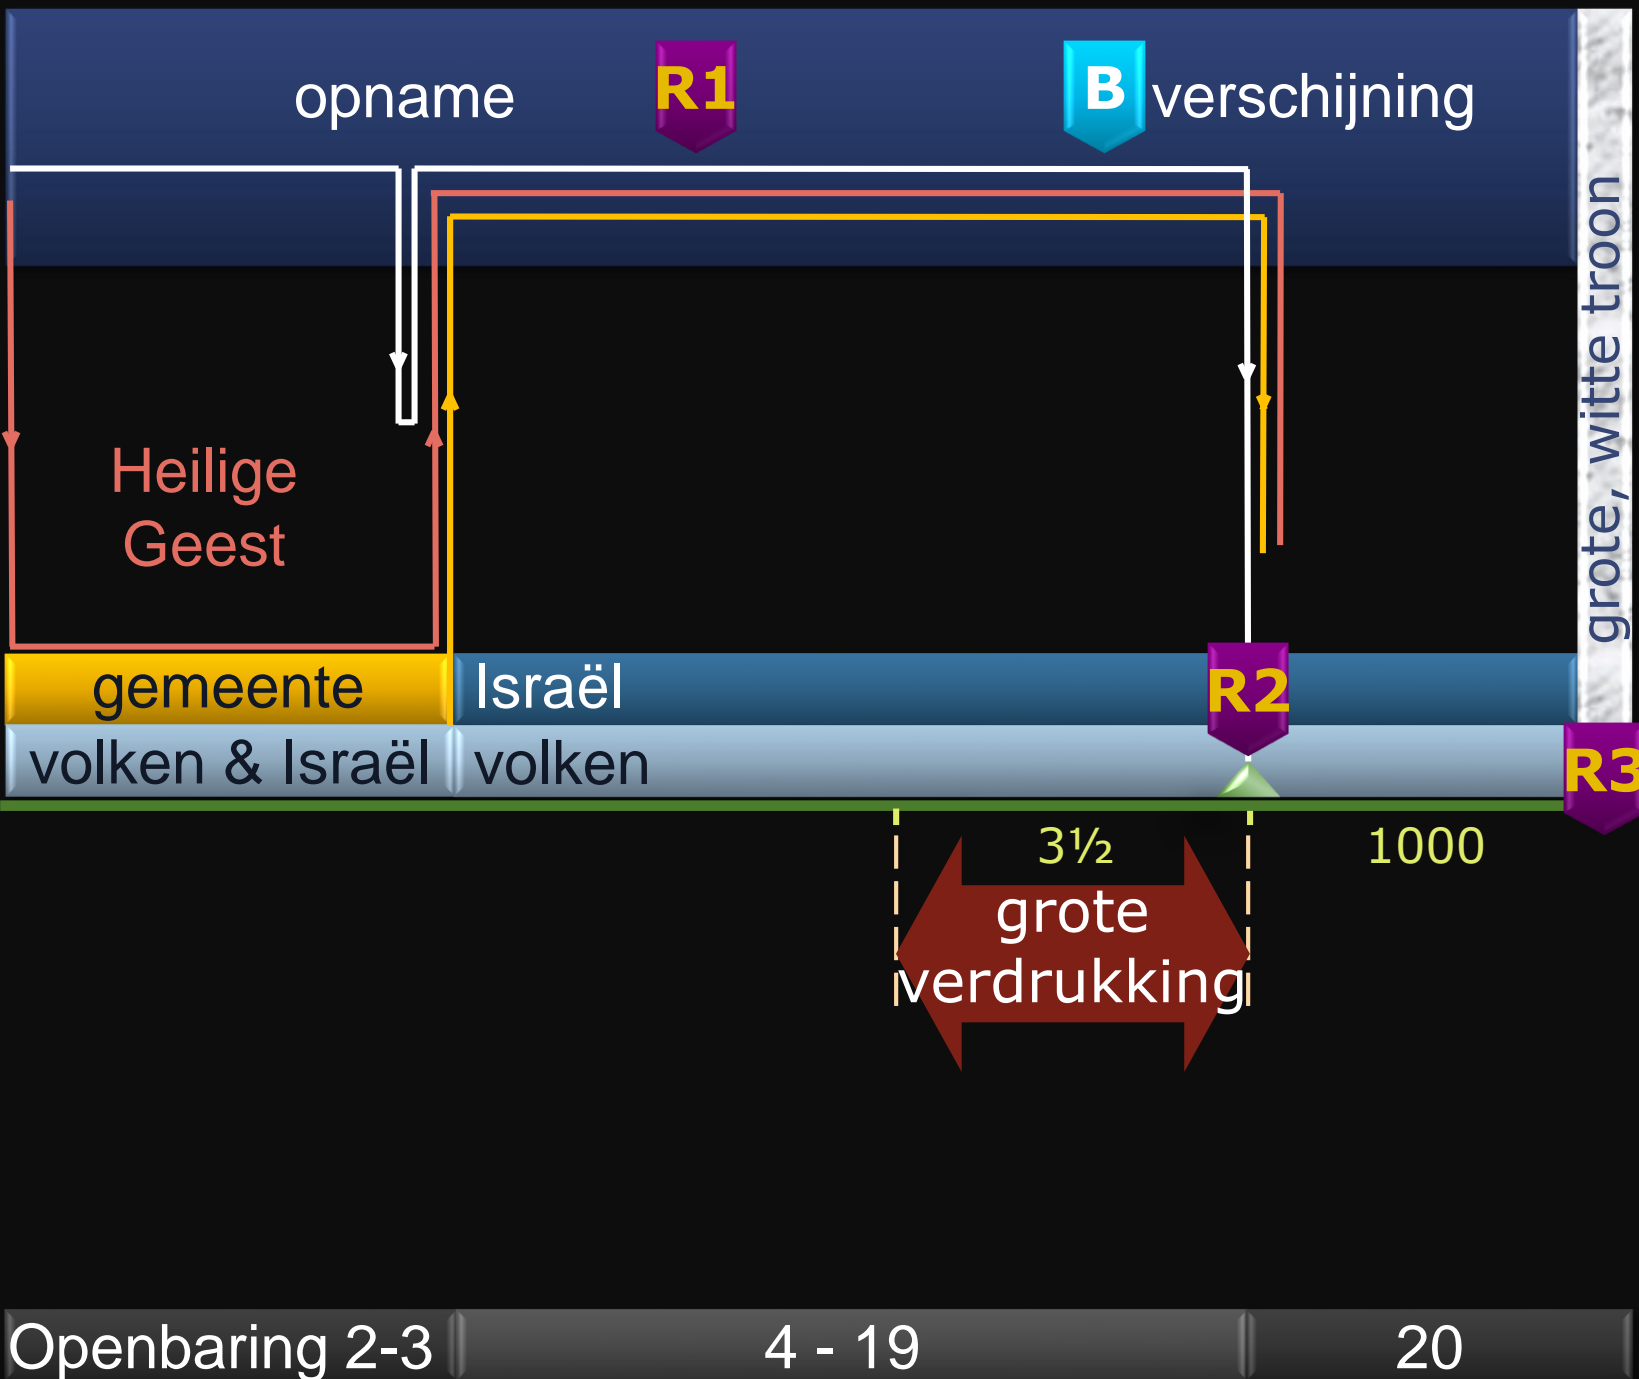 opname
R1
B
verschijning
grote, witte troon
Heilige
Geest
gemeente
Israël
R2
volken & Israël
volken
R3
3½
1000
grote
verdrukking
Openbaring 2-3
4 - 19
20